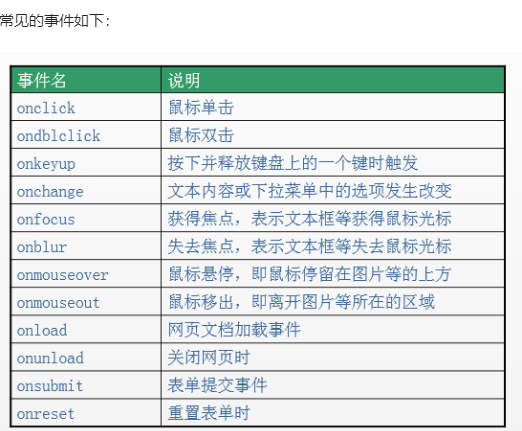 常见的事件如下：
事件名 说明
onclick 鼠标单击
ondblclick 鼠标双击
onkeyup 按下并释放键盘上的一个键时触发
onchange 文本内容或下拉菜单中的选项发生改变
onfocus 获得焦点，表示文本框等获得鼠标光标
onblur 失去焦点，表示文本框等失去鼠标光标
onmouseover 鼠标悬停，即鼠标停留在图片等的上方
onmouseout 鼠标移出，即离开图片等所在的区域
onload 网页文档加载事件
onunload 关闭网页时
onsubmit 表单提交事件
onreset 重置表单时